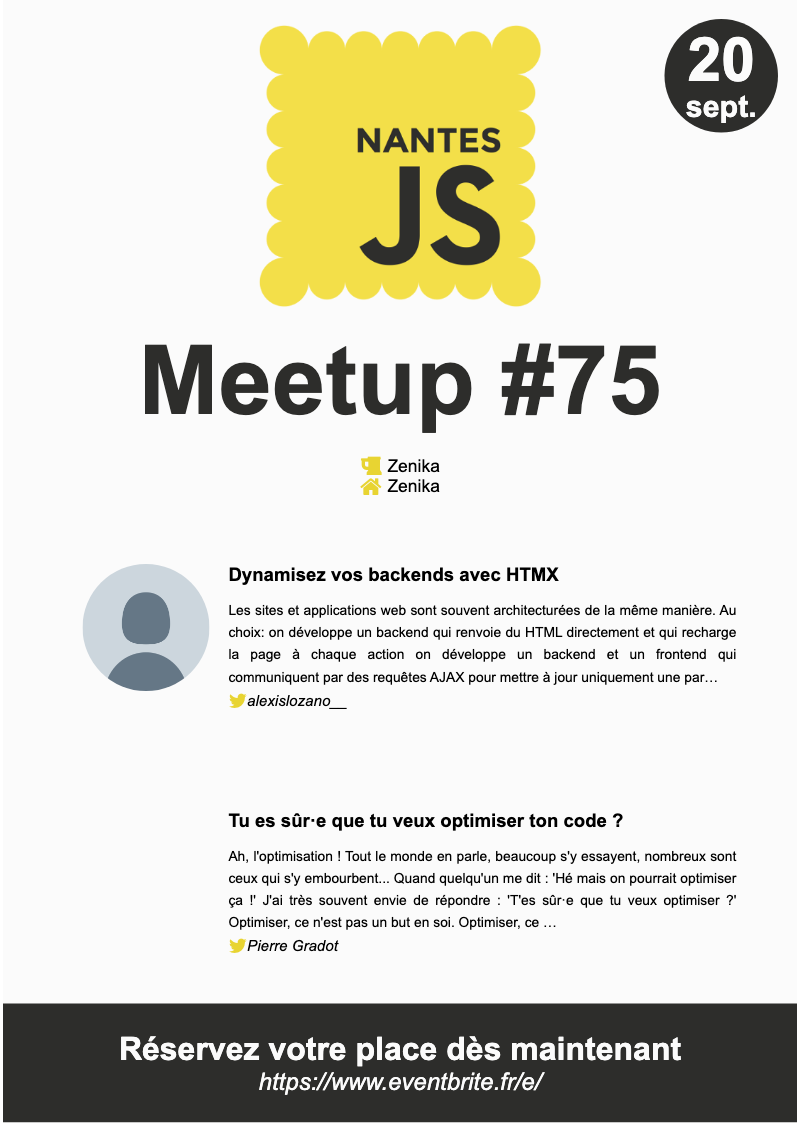 20
sept.
NANTES
JS
Meetup #75
Zenika
Zenika
Dynamisez vos backends avec HTMX
Les sites et applications web sont souvent architecturées de la même manière. Au
choix: on développe un backend qui renvoie du HTML directement et qui recharge
la page à chaque action on développe un backend et un frontend qui
communiquent par des requêtes AJAX pour mettre à jour uniquement une par…
alexislozano__
Tu es sûr·e que tu veux optimiser ton code ?
Ah, l'optimisation ! Tout le monde en parle, beaucoup s'y essayent, nombreux sont
ceux qui s'y embourbent... Quand quelqu'un me dit : 'Hé mais on pourrait optimiser
ça !' J'ai très souvent envie de répondre : 'T'es sûr·e que tu veux optimiser ?'
Optimiser, ce n'est pas un but en soi. Optimiser, ce …
Pierre Gradot
Réservez votre place dès maintenant
https://www.eventbrite.fr/e/